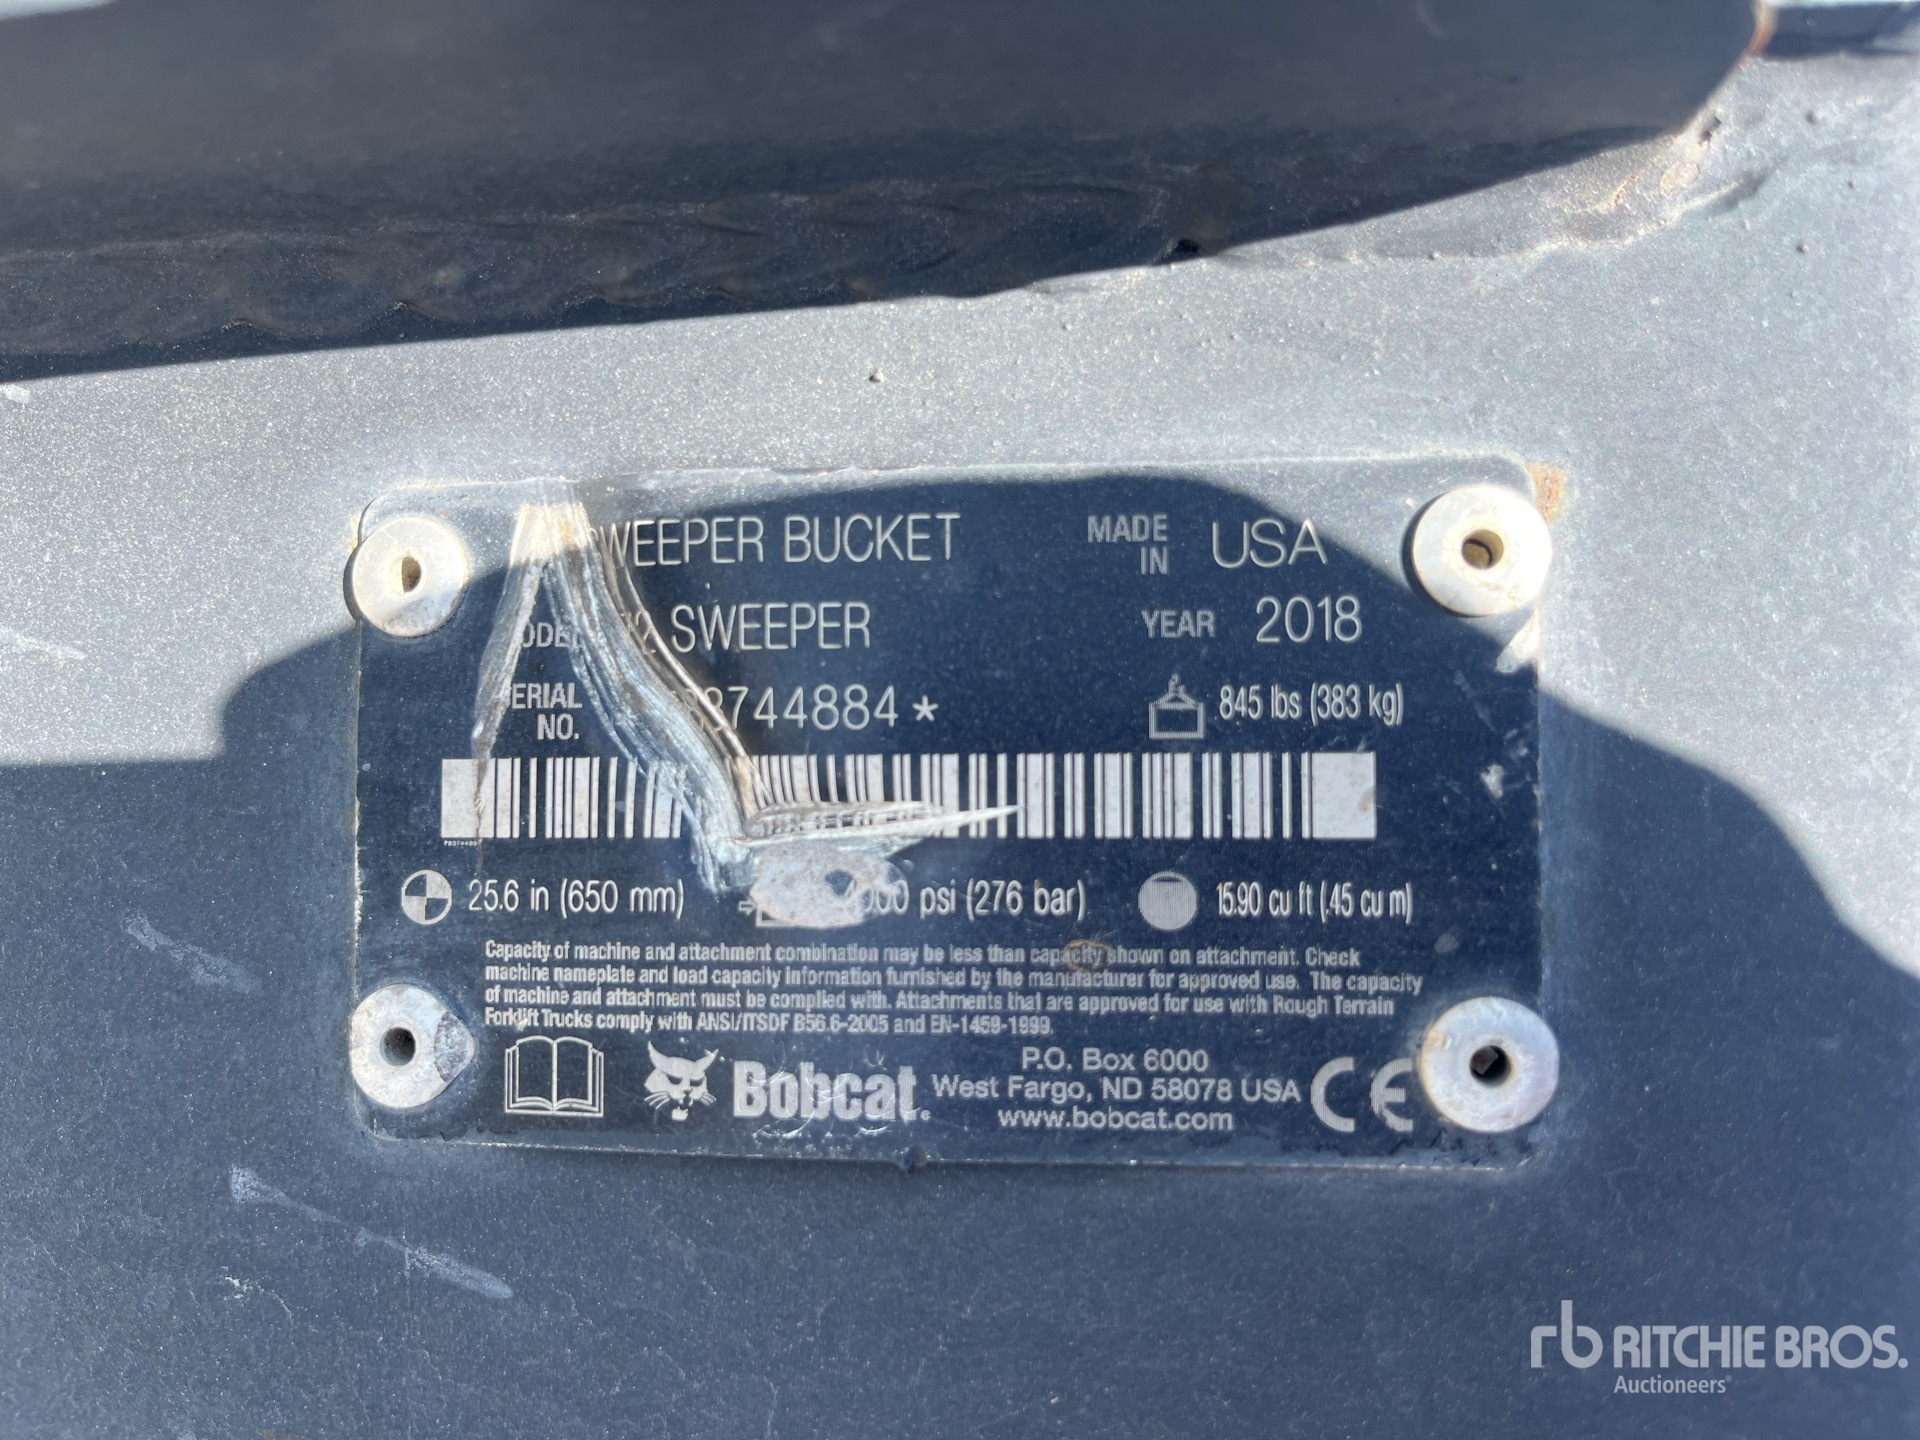 SWEEPER BUCKET MADE IN USA
MODEL SWEEPER YEAR 2018
SERIAL NO. 845 lbs (383 kg)
25.6 in (650 mm) 4000 psi (276 bar) 15.90 cu ft (.45 cu m)
Capacity of machine and attachment combination may be less than capacity shown on attachment. Check
machine nameplate and load capacity information furnished by the manufacturer for approved use. The capacity
of machine and attachment must be complied with. Attachments that are approved for use with Rough Terrain
Forklift Trucks comply with ANSI/ITSDF B56.6-2005 and EN-1459-1999.
Bobcat
P.O. Box 6000
West Fargo, ND 58078 USA
www.bobcat.com
CE
rb RITCHIE BROS.
Auctioneers